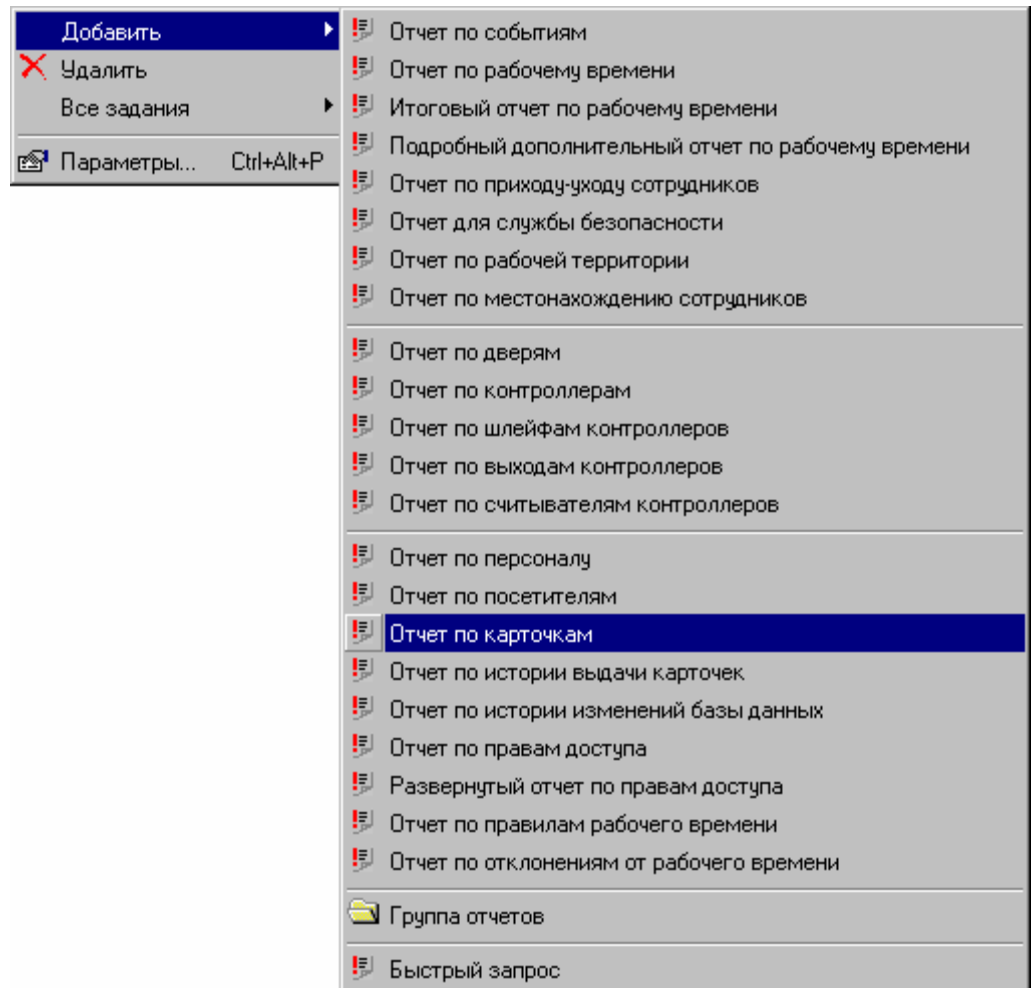 Добавить
Удалить
Все задания
Параметры... Ctrl+Alt+P
Отчет по событиям
Отчет по рабочему времени
Итоговый отчет по рабочему времени
Подробный дополнительный отчет по рабочему времени
Отчет по приходу-уходу сотрудников
Отчет для службы безопасности
Отчет по рабочей территории
Отчет по местонахождению сотрудников
Отчет по дверям
Отчет по контроллерам
Отчет по шлейфам контроллеров
Отчет по выходам контроллеров
Отчет по считывателям контроллеров
Отчет по персоналу
Отчет по посетителям
Отчет по карточкам
Отчет по истории выдачи карточек
Отчет по истории изменений базы данных
Отчет по правам доступа
Развернутый отчет по правам доступа
Отчет по правилам рабочего времени
Отчет по отклонениям от рабочего времени
Группа отчетов
Быстрый запрос